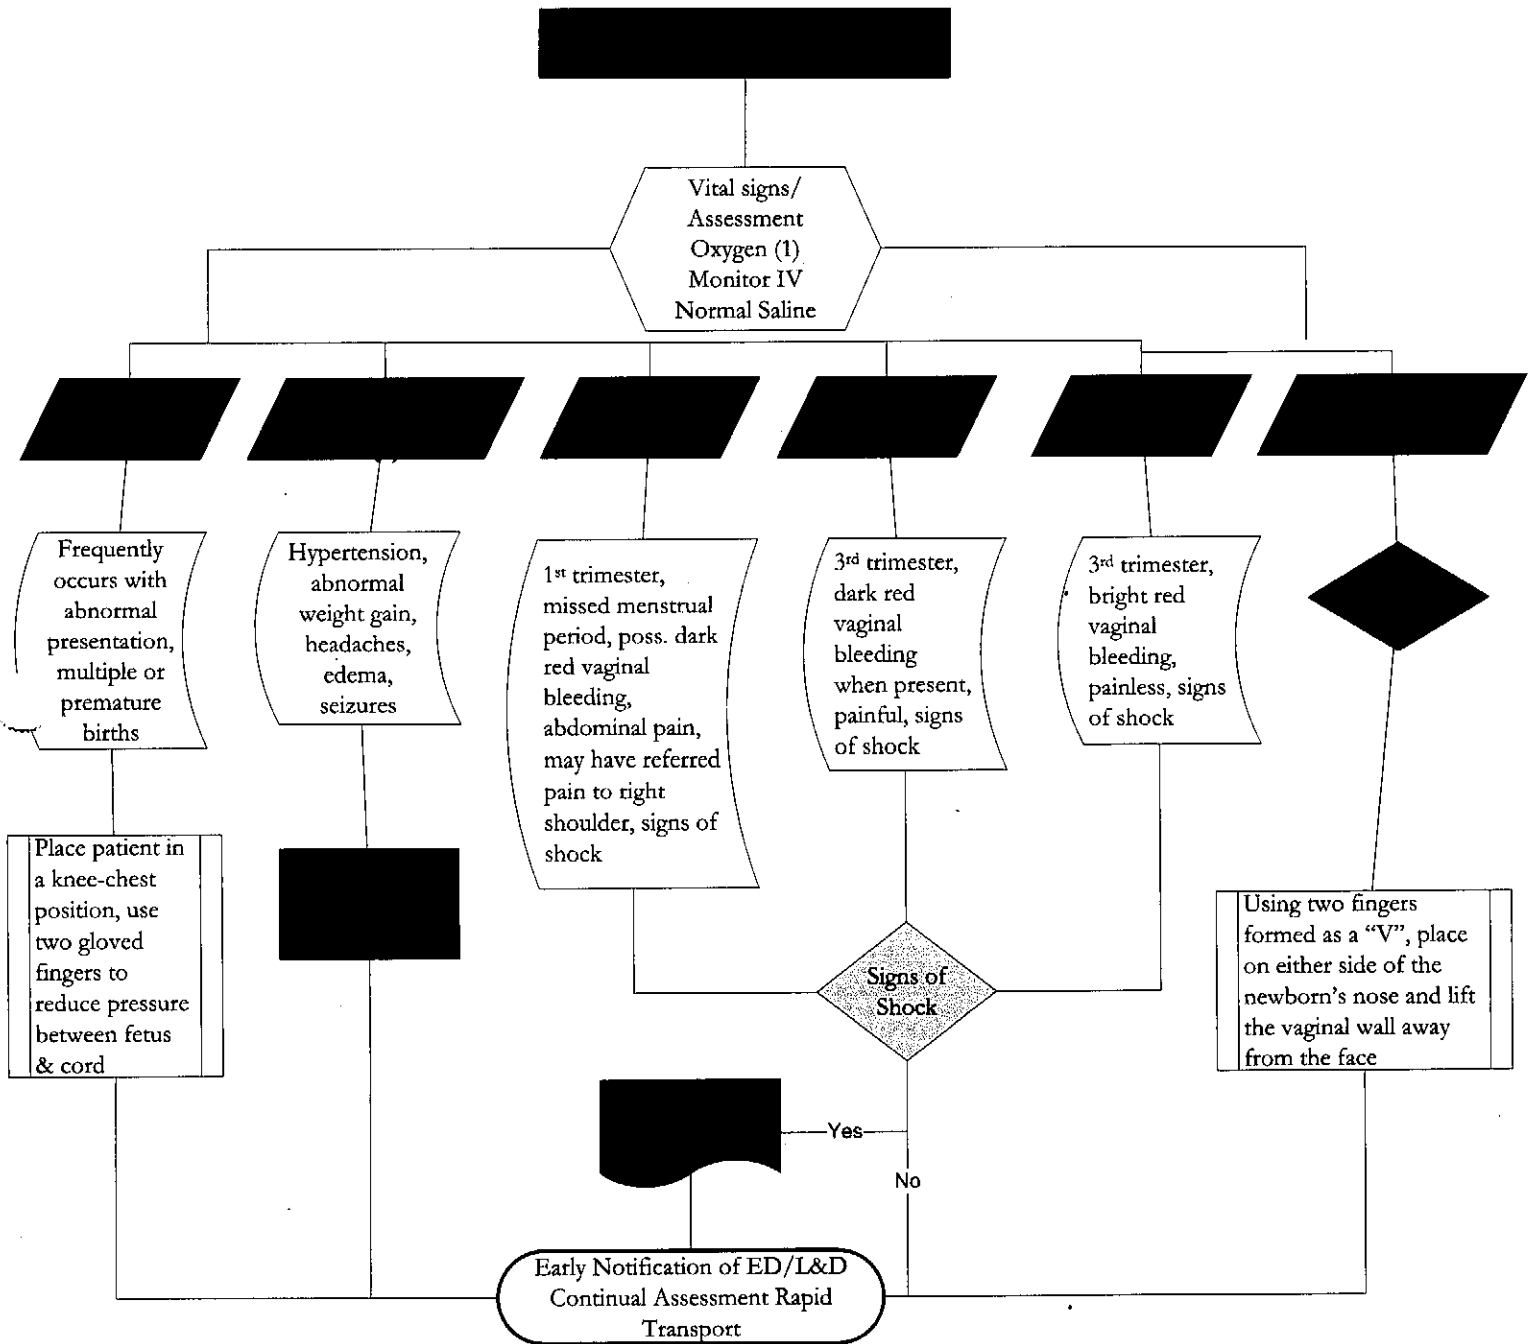 Vital signs/
Assessment
Oxygen (1)
Monitor IV
Normal Saline
Frequently
occurs with
abnormal
presentation,
multiple or
premature
births
Hypertension,
abnormal
weight gain,
headaches,
edema,
seizures
1st trimester,
missed menstrual
period, poss. dark
red vaginal
bleeding,
abdominal pain,
may have referred
pain to right
shoulder, signs of
shock
3rd trimester,
dark red
vaginal
bleeding
when present,
painful, signs
of shock
3rd trimester,
bright red
vaginal
bleeding,
painless, signs
of shock
Place patient in
a knee-chest
position, use
two gloved
fingers to
reduce pressure
between fetus
& cord
Signs of
Shock
Using two fingers
formed as a “V”, place
on either side of the
newborn’s nose and lift
the vaginal wall away
from the face
Yes
No
Early Notification of ED/L&D
Continual Assessment Rapid
Transport